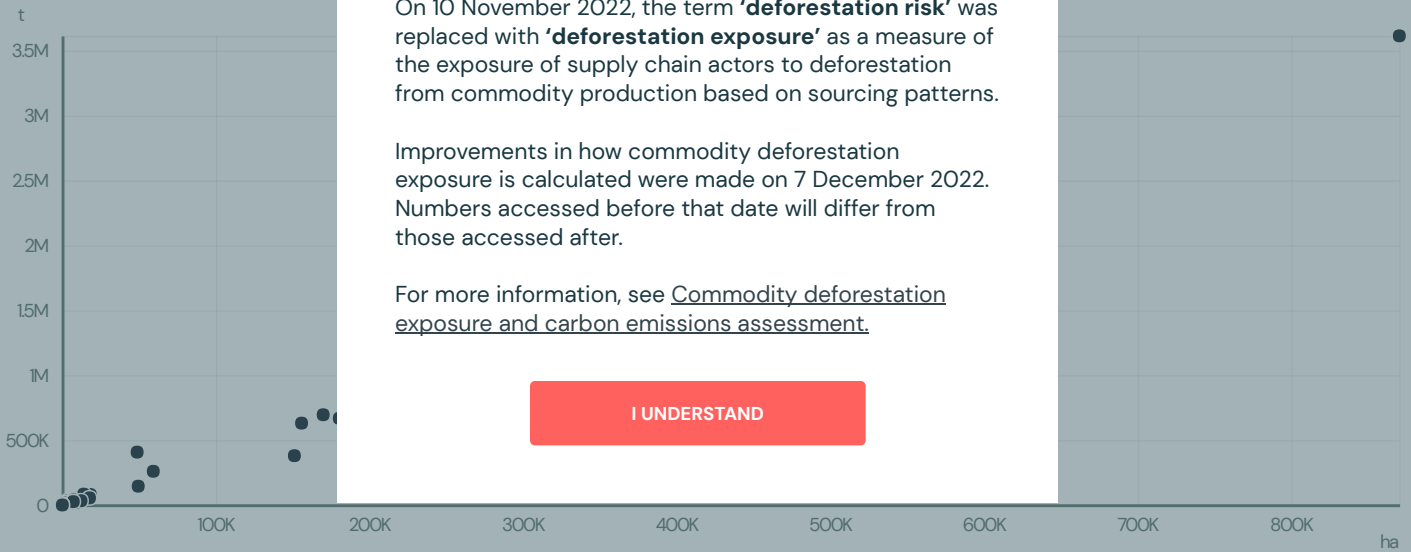 t
3.5M
3M
2.5M
2M
1.5M
1M
500K
0
On 10 November 2022, the term ‘deforestation risk’ was
replaced with ‘deforestation exposure’ as a measure of
the exposure of supply chain actors to deforestation
from commodity production based on sourcing patterns.
Improvements in how commodity deforestation
exposure is calculated were made on 7 December 2022.
Numbers accessed before that date will differ from
those accessed after.
For more information, see Commodity deforestation
exposure and carbon emissions assessment.
I UNDERSTAND
100K 200K 300K 400K 500K 600K 700K 800K
ha